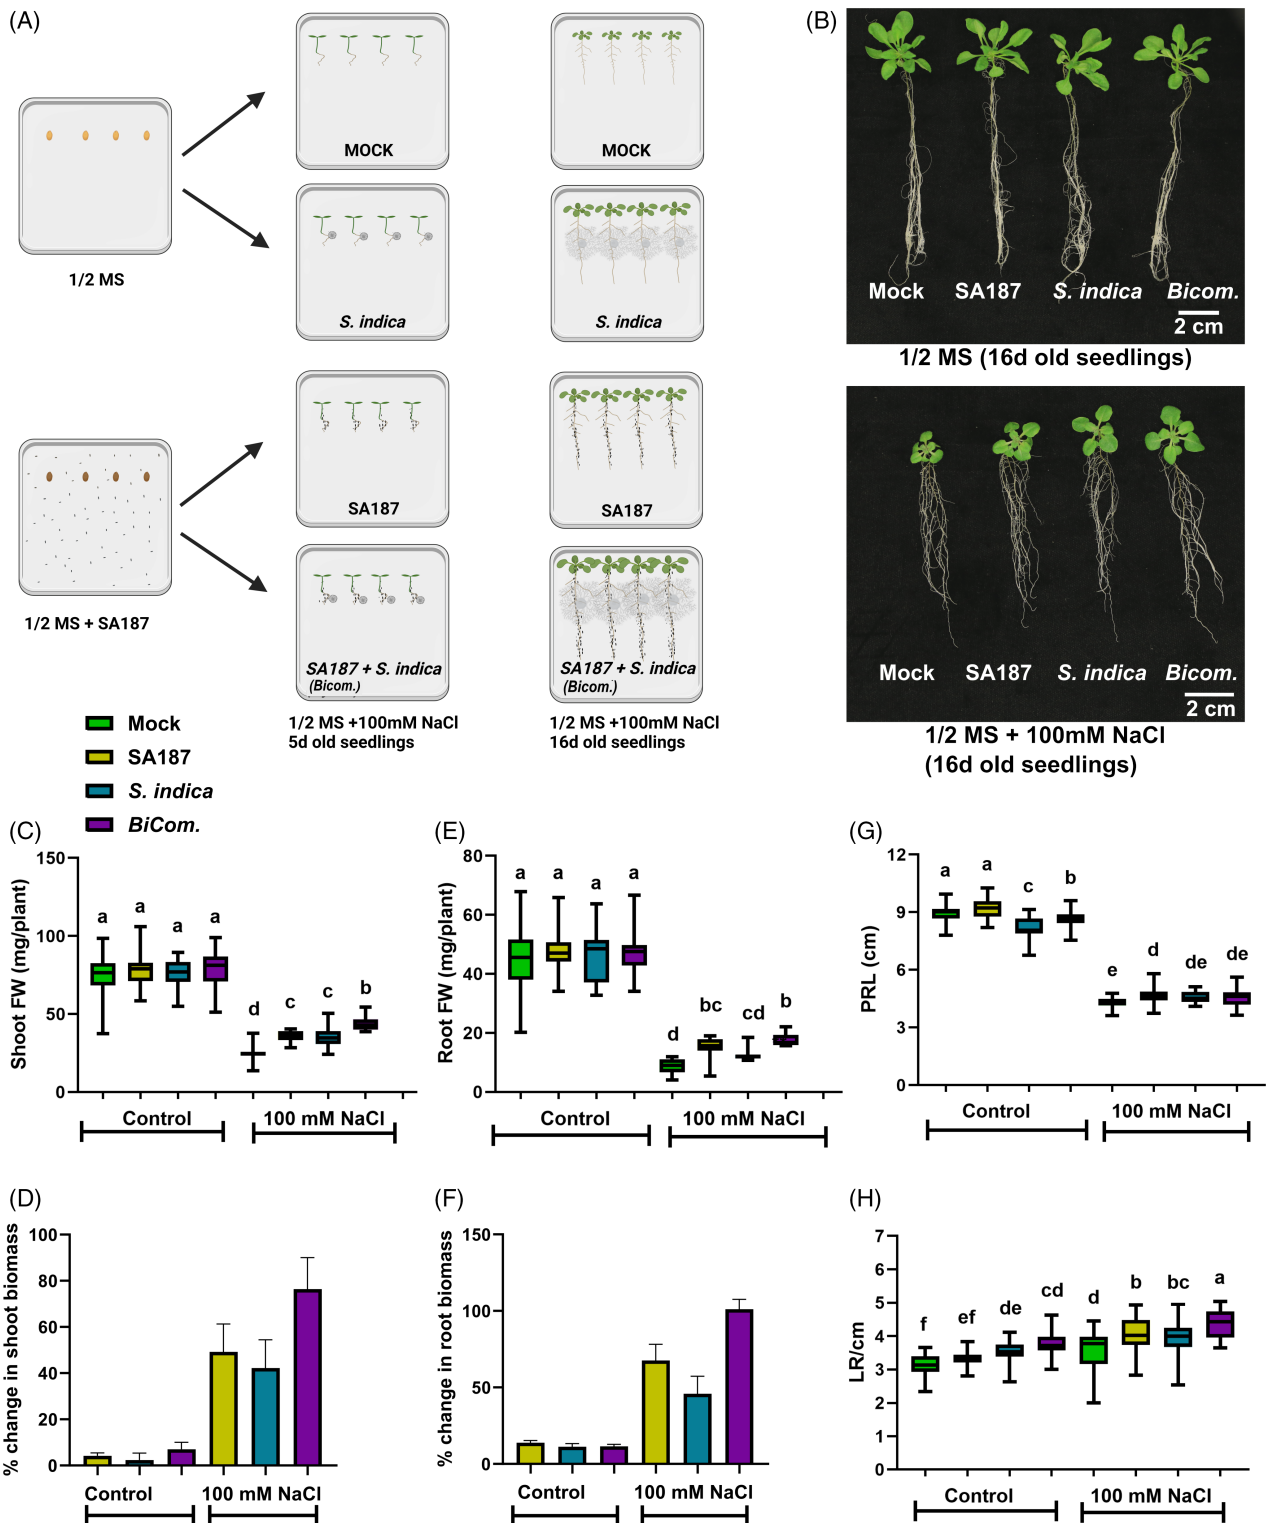 (A)
MOCK
MOCK
1/2 MS
S. indica
S. indica
SA187
SA187
1/2 MS + SA187
SA187 + S. indica
(Bicom.)
SA187 + S. indica
(Bicom.)
1/2 MS +100mM NaCl
5d old seedlings
1/2 MS +100mM NaCl
16d old seedlings
(B)
Mock SA187 S. indica Bicom.
2 cm
1/2 MS (16d old seedlings)
Mock SA187 S. indica Bicom.
2 cm
1/2 MS + 100mM NaCl
(16d old seedlings)
Mock
SA187
S. indica
BiCom.
(C)
Shoot FW (mg/plant)
150
100
50
0
a a a a d c c b
Control 100 mM NaCl
(E)
Root FW (mg/plant)
80
60
40
20
0
a a a a d bc cd b
Control 100 mM NaCl
(G)
PRL (cm)
12
9
6
3
0
a a c b e d de de
Control 100 mM NaCl
(D)
% change in shoot biomass
100
80
60
40
20
0
Control 100 mM NaCl
(F)
% change in root biomass
150
100
50
0
Control 100 mM NaCl
(H)
LR/cm
7
6
5
4
3
2
1
0
f ef de cd d b bc a
Control 100 mM NaCl